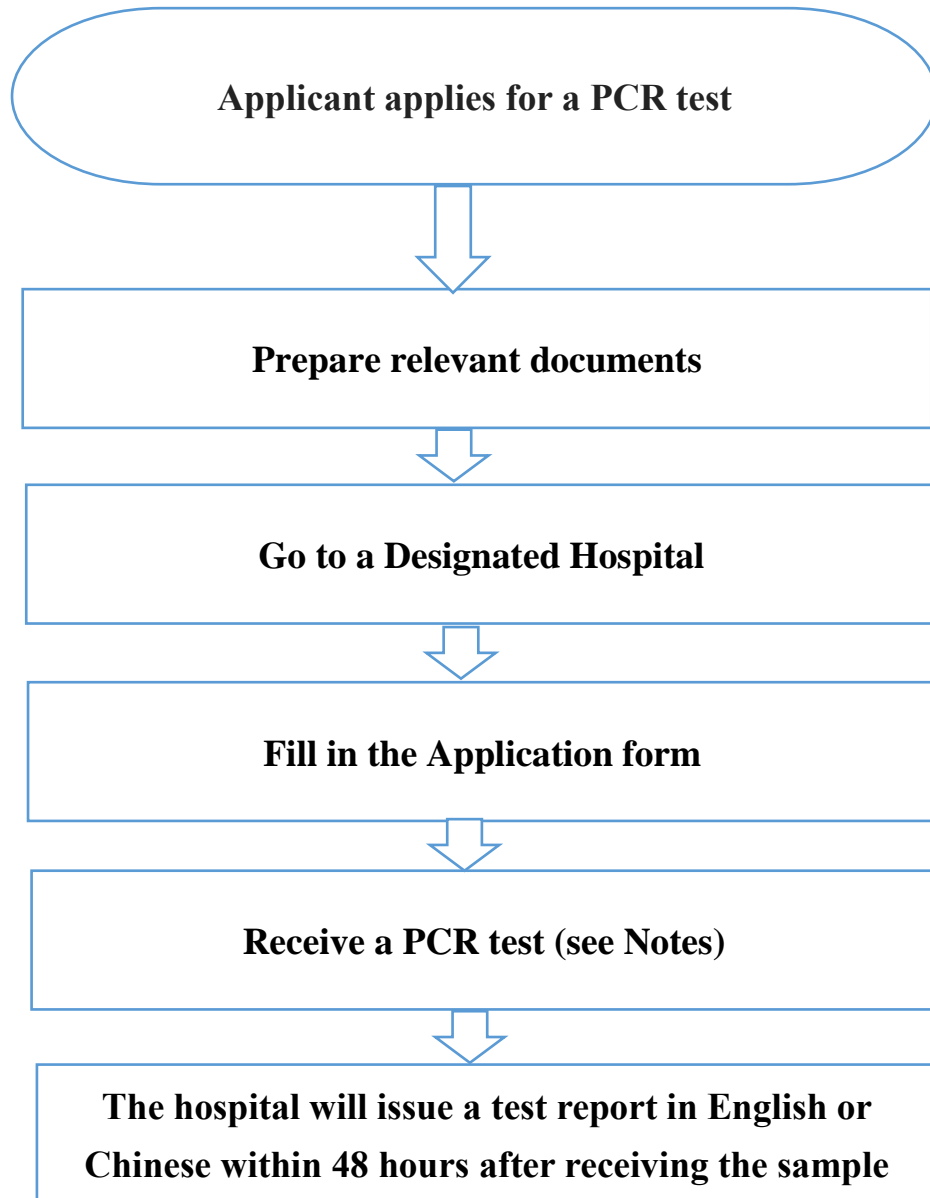 Applicant applies for a PCR test
Prepare relevant documents
Go to a Designated Hospital
Fill in the Application form
Receive a PCR test (see Notes)
The hospital will issue a test report in English or
Chinese within 48 hours after receiving the sample